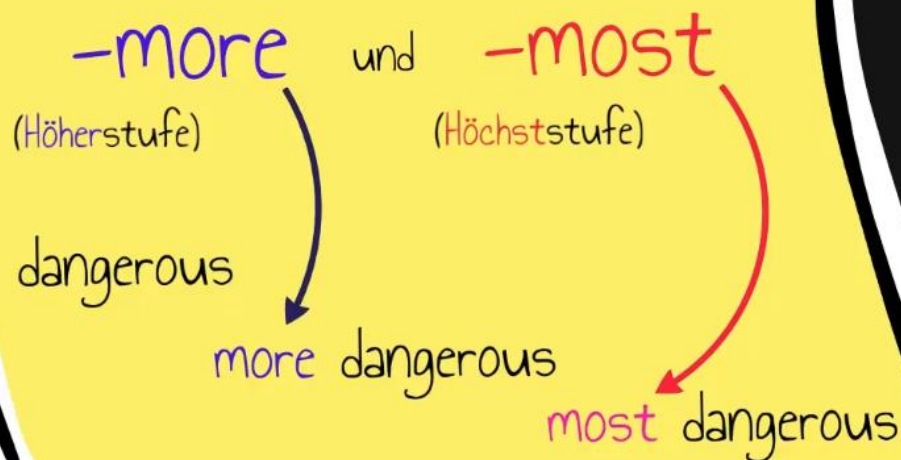 –more und –most
(Höherstufe) (Höchststufe)
dangerous
more dangerous
most dangerous